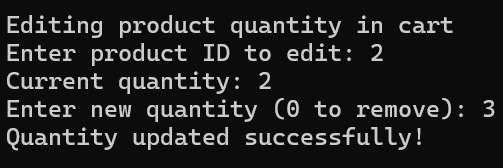 Editing product quantity in cart
Enter product ID to edit: 2
Current quantity: 2
Enter new quantity (0 to remove): 3
Quantity updated successfully!